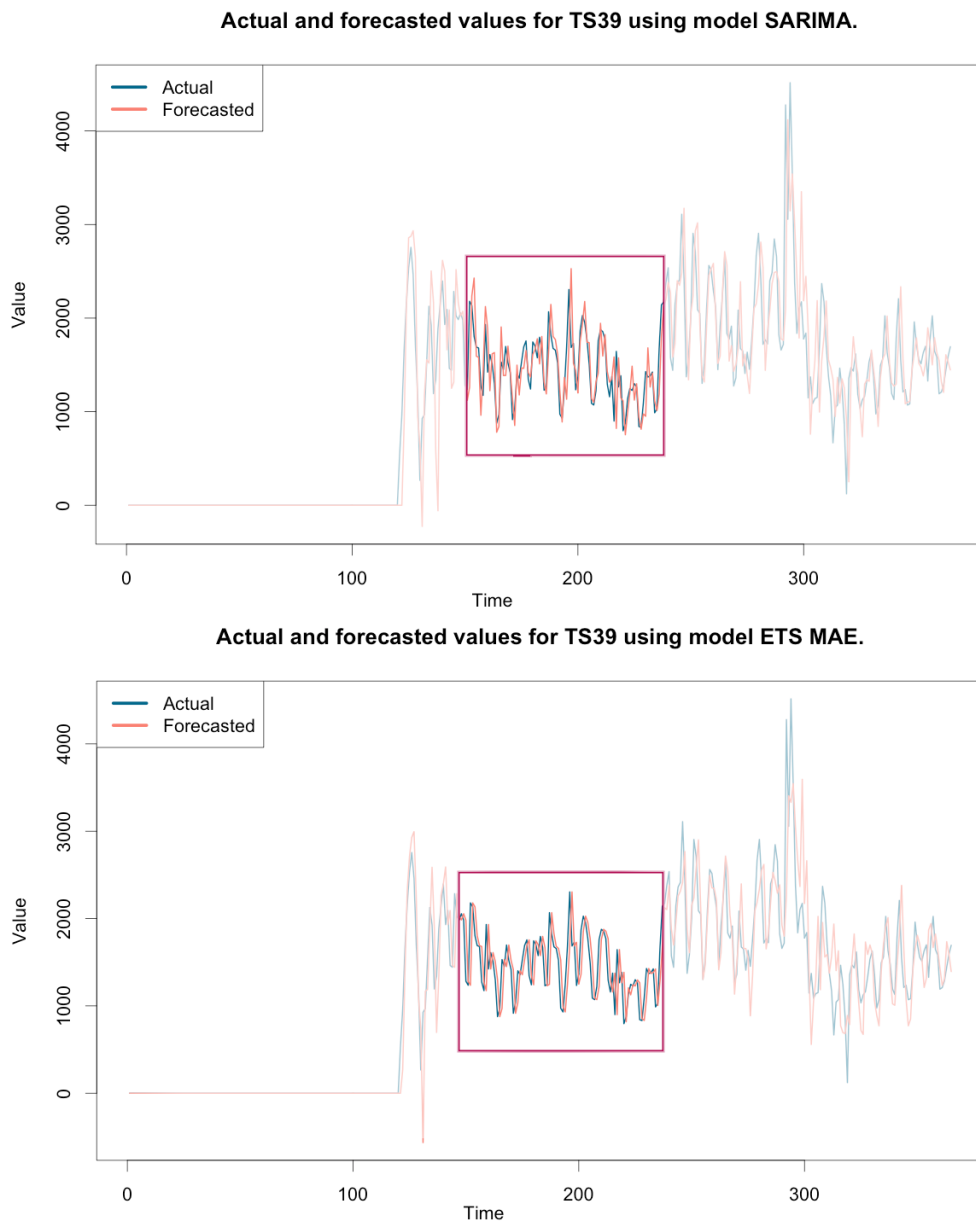 Actual and forecasted values for TS39 using model SARIMA.
Actual
Forecasted
4000
3000
2000
1000
0
Value
0 100 200 300
Time
Actual and forecasted values for TS39 using model ETS MAE.
Actual
Forecasted
4000
3000
2000
1000
0
Value
0 100 200 300
Time